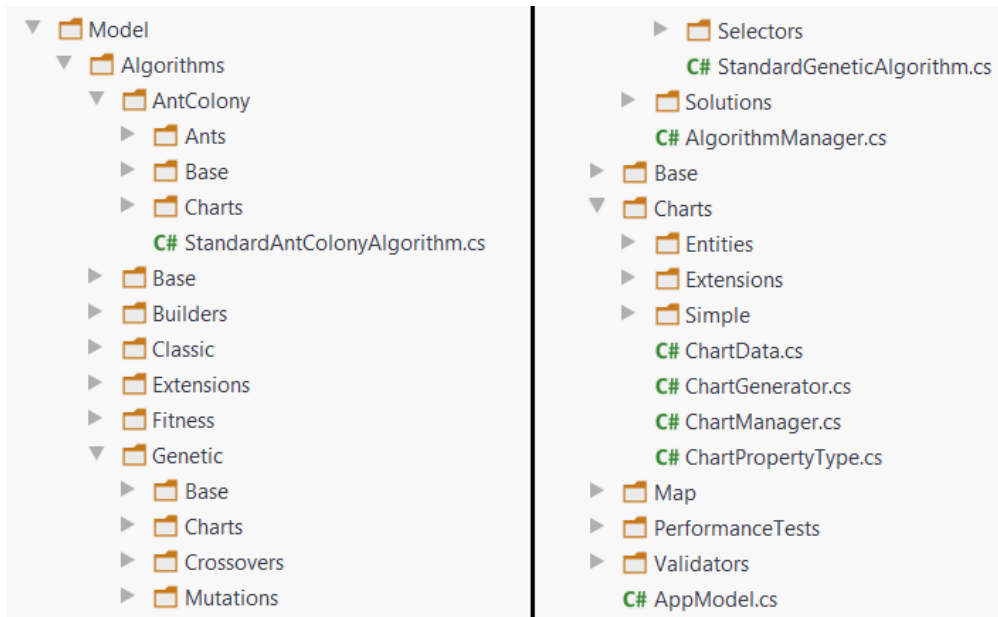 Model
Algorithms
AntColony
Ants
Base
Charts
C# StandardAntColonyAlgorithm.cs
Base
Builders
Classic
Extensions
Fitness
Genetic
Base
Charts
Crossovers
Mutations
Selectors
C# StandardGeneticAlgorithm.cs
Solutions
C# AlgorithmManager.cs
Base
Charts
Entities
Extensions
Simple
C# ChartData.cs
C# ChartGenerator.cs
C# ChartManager.cs
C# ChartPropertyType.cs
Map
PerformanceTests
Validators
C# AppModel.cs